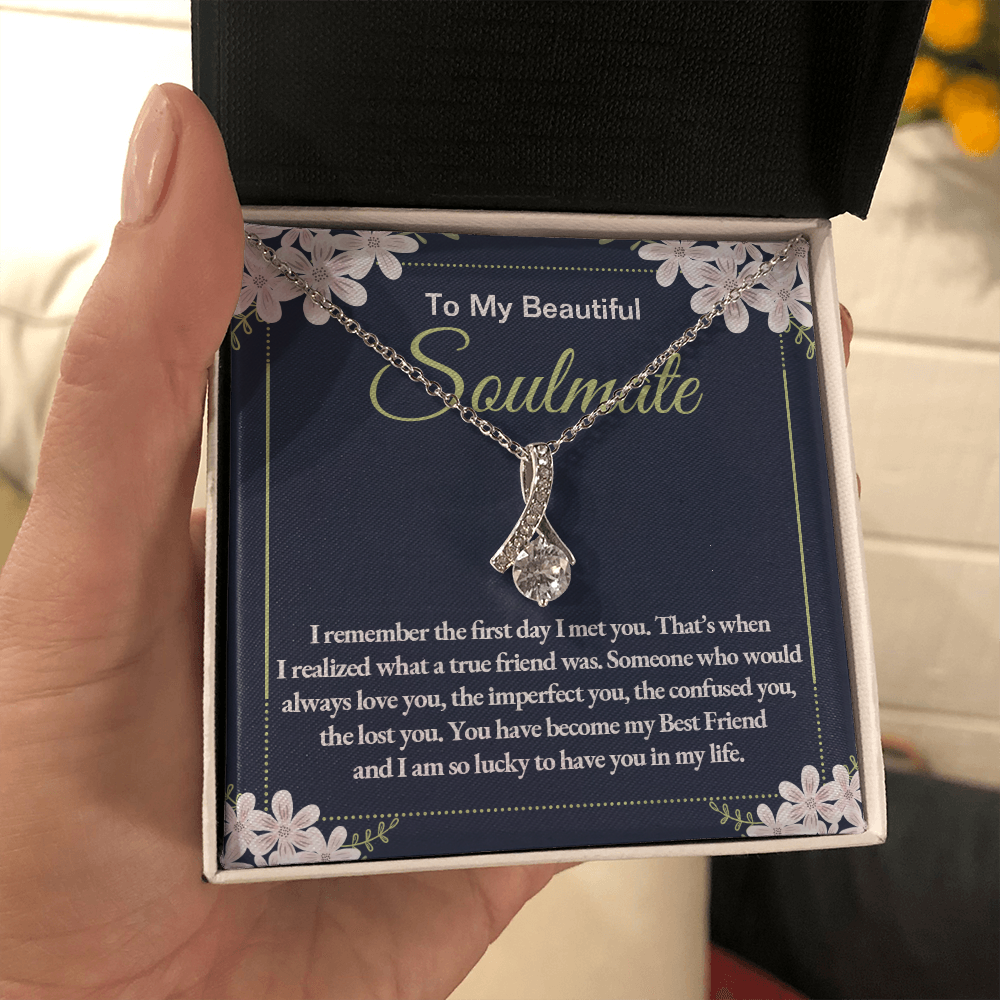 To My Beautiful
Soulmate
I remember the first day I met you. That's when
I realized what a true friend was. Someone who would
always love you, the imperfect you, the confused you,
the lost you. You have become my Best Friend
and I am so lucky to have you in my life.